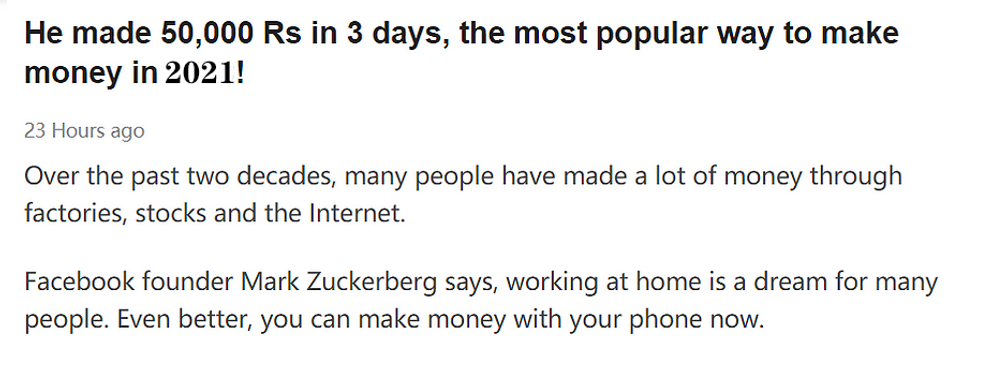 He made 50,000 Rs in 3 days, the most popular way to make
money in 2021!
23 Hours ago
Over the past two decades, many people have made a lot of money through
factories, stocks and the Internet.
Facebook founder Mark Zuckerberg says, working at home is a dream for many
people. Even better, you can make money with your phone now.